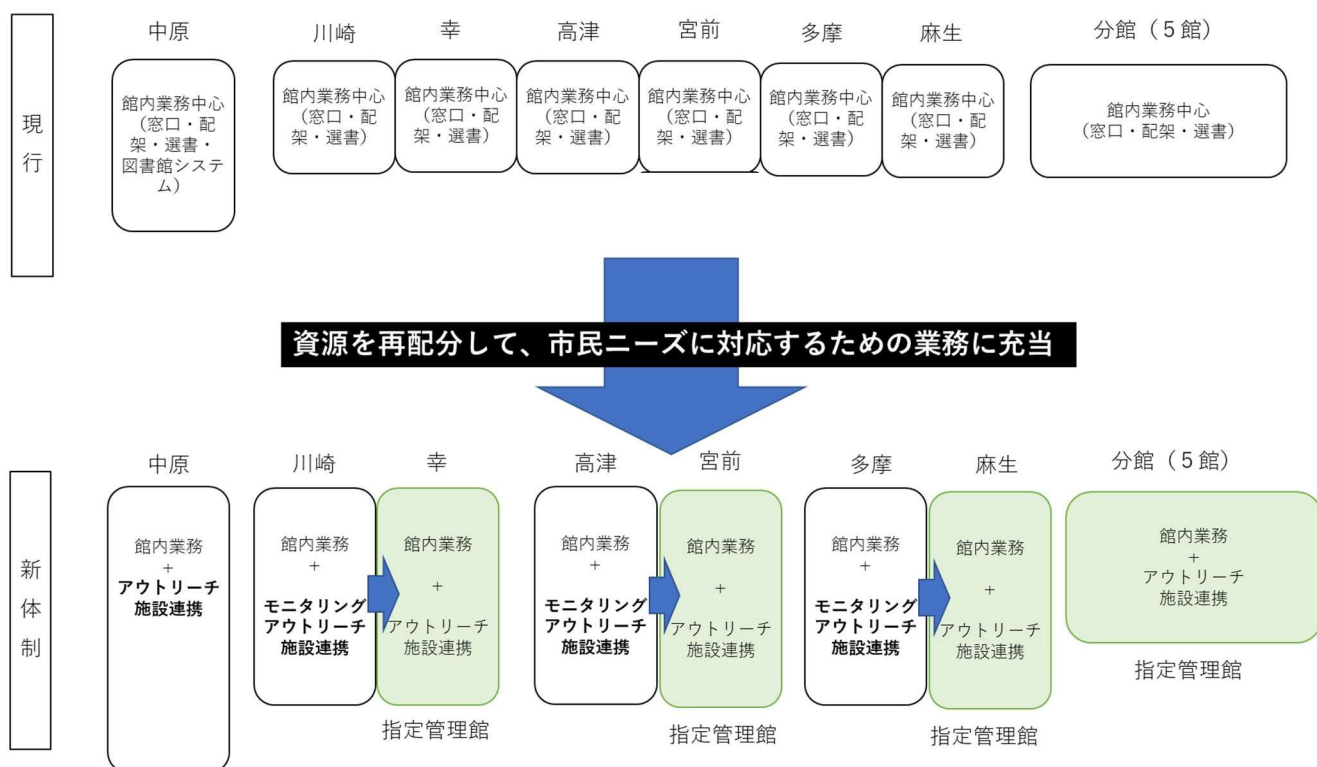 現行
中原
川崎
幸
高津
宮前
多摩
麻生
分館（5館）
館内業務中心
（窓口・配
架・選書・
図書館システ
ム）
館内業務中心
（窓口・配
架・選書）
館内業務中心
（窓口・配
架・選書）
館内業務中心
（窓口・配
架・選書）
館内業務中心
（窓口・配
架・選書）
館内業務中心
（窓口・配
架・選書）
館内業務中心
（窓口・配
架・選書）
館内業務中心
（窓口・配架・選書）
資源を再配分して、市民ニーズに対応するための業務に充当
新体制
中原
川崎
幸
高津
宮前
多摩
麻生
分館（5館）
館内業務
+
アウトリーチ
施設連携
館内業務
+
モニタリング
アウトリーチ
施設連携
館内業務
+
アウトリーチ
施設連携
指定管理館
館内業務
+
モニタリング
アウトリーチ
施設連携
館内業務
+
アウトリーチ
施設連携
指定管理館
館内業務
+
モニタリング
アウトリーチ
施設連携
館内業務
+
アウトリーチ
施設連携
指定管理館
館内業務
+
アウトリーチ
施設連携
指定管理館